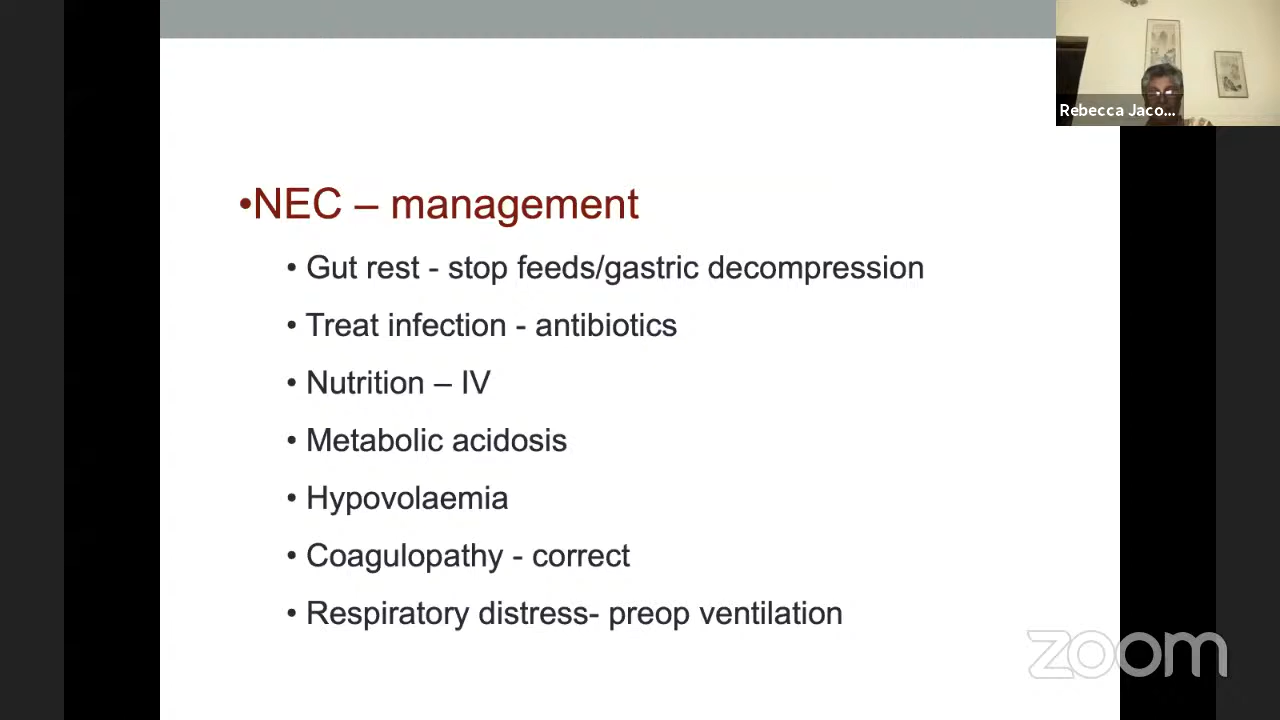 Rebecca Jaco...
•NEC – management
• Gut rest - stop feeds/gastric decompression
• Treat infection - antibiotics
• Nutrition – IV
• Metabolic acidosis
• Hypovolaemia
• Coagulopathy - correct
• Respiratory distress- preop ventilation
zoom